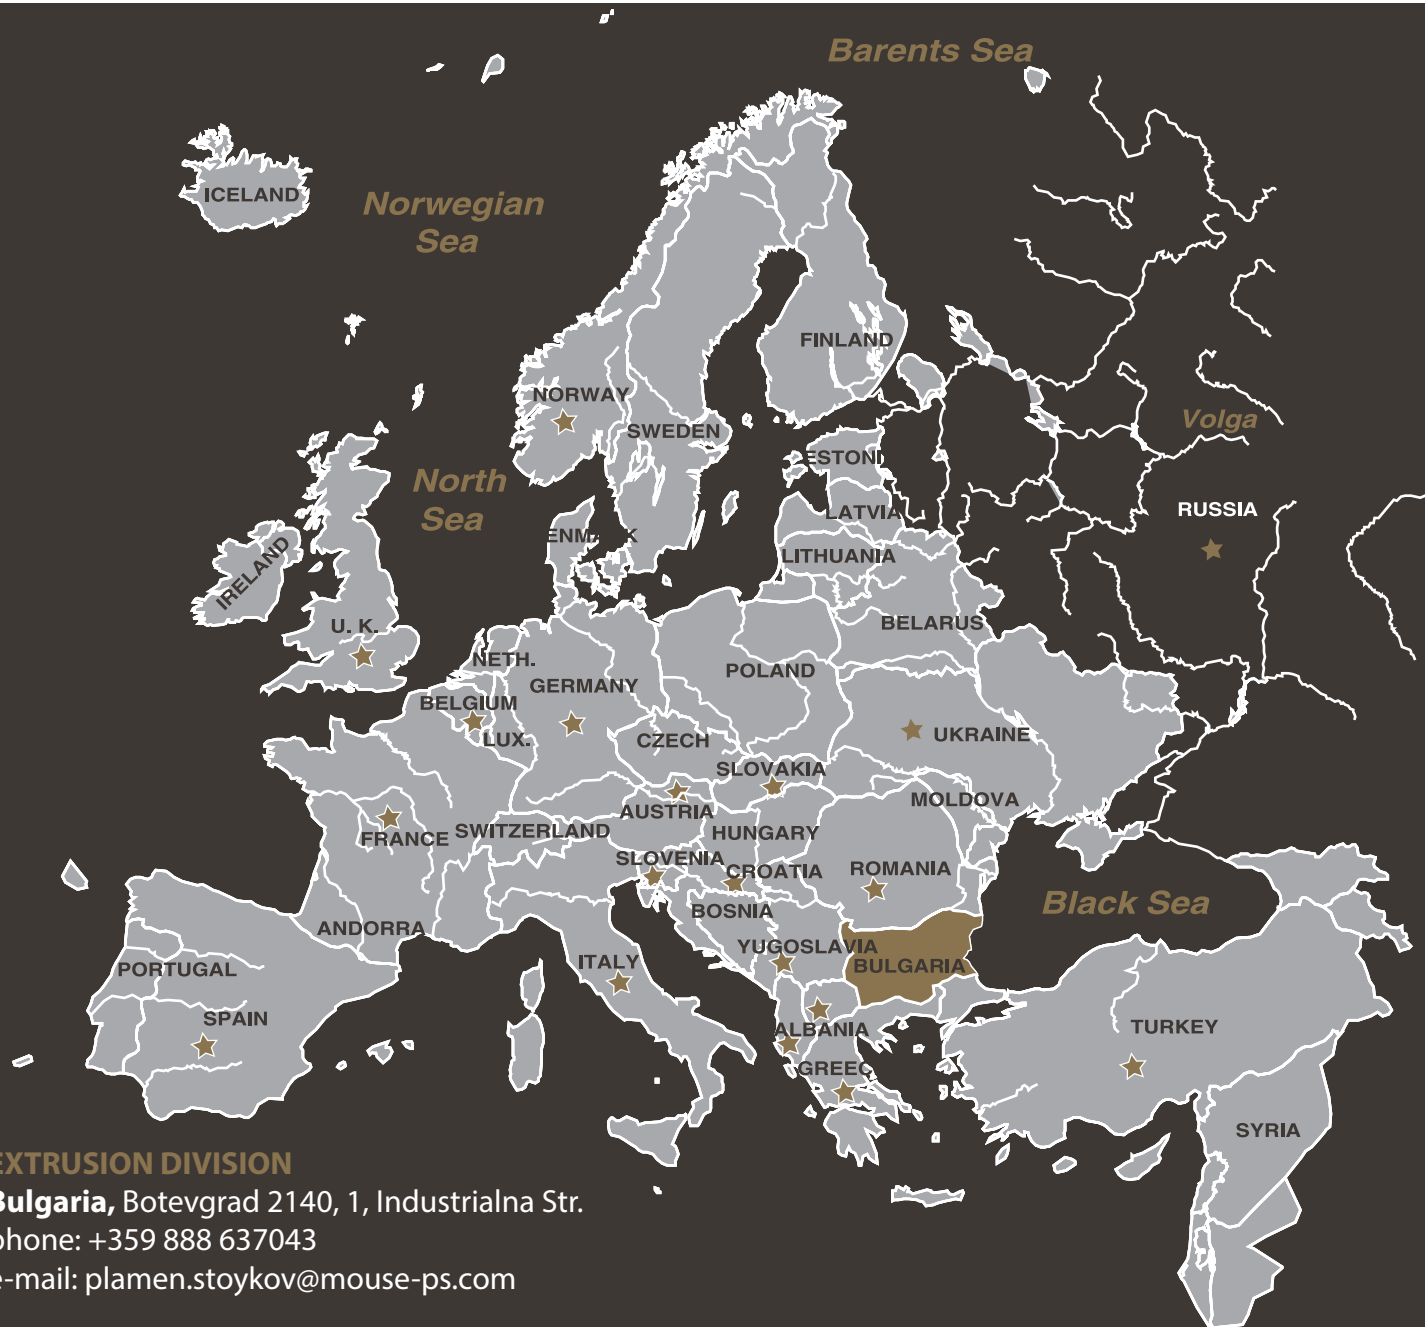 Barents Sea
ICELAND
Norwegian
Sea
FINLAND
NORWAY
Volga
SWEDEN
ESTONI
North
Sea
RUSSIA
LATVIA
ENMA K
LITHUANIA
IRELAND
U. K.
BELARUS
NETH.
POLAND
GERMANY
BELGIUM
UKRAINE
LUX.
CZECH
SLOVAKIA
MOLDOVA
AUSTRIA
SWITZERLAND
HUNGARY
FRANCE
SLOVENIA
CROATIA
ROMANIA
Black Sea
BOSNIA
ANDORRA
YUGOSLAVIA
ITALY
BULGARIA
PORTUGAL
SPAIN
TURKEY
ALBANIA
GREEC
SYRIA
EXTRUSION DIVISION
Bulgaria, Botevgrad 2140, 1, Industrialna Str.
phone: +359 888 637043
e-mail: plamen.stoykov@mouse-ps.com